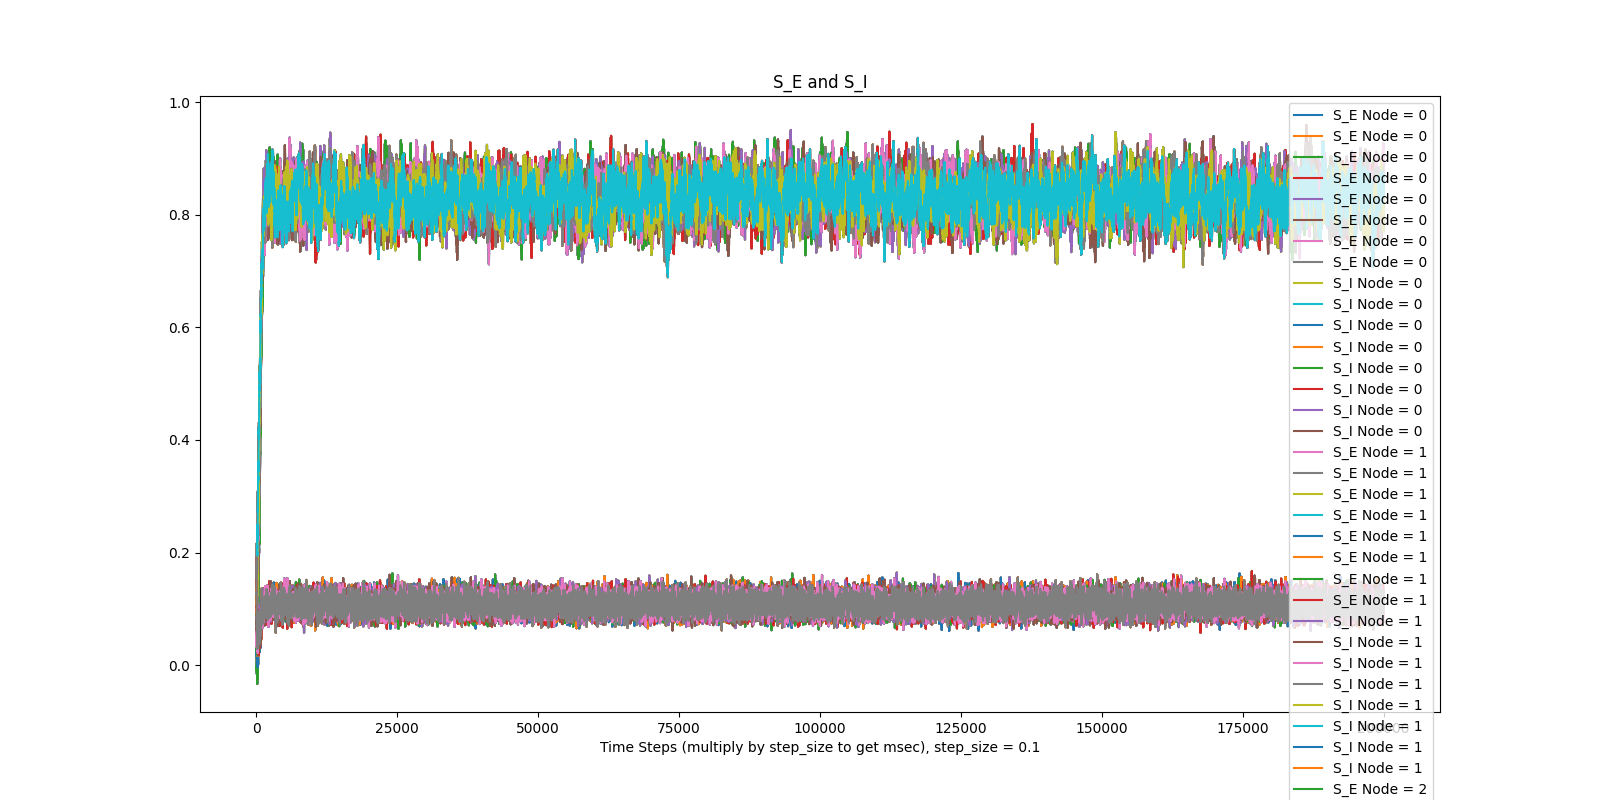 S_E and S_I
1.0
0.8
0.6
0.4
0.2
0.0
0
25000
50000
75000
100000
125000
150000
175000
200000
Time Steps (multiply by step_size to get msec), step_size = 0.1
S_E Node = 0
S_E Node = 0
S_E Node = 0
S_E Node = 0
S_E Node = 0
S_E Node = 0
S_E Node = 0
S_E Node = 0
S_I Node = 0
S_I Node = 0
S_I Node = 0
S_I Node = 0
S_I Node = 0
S_I Node = 0
S_I Node = 0
S_I Node = 0
S_E Node = 1
S_E Node = 1
S_E Node = 1
S_E Node = 1
S_E Node = 1
S_E Node = 1
S_E Node = 1
S_E Node = 1
S_I Node = 1
S_I Node = 1
S_I Node = 1
S_I Node = 1
S_I Node = 1
S_I Node = 1
S_I Node = 1
S_I Node = 1
S_E Node = 2